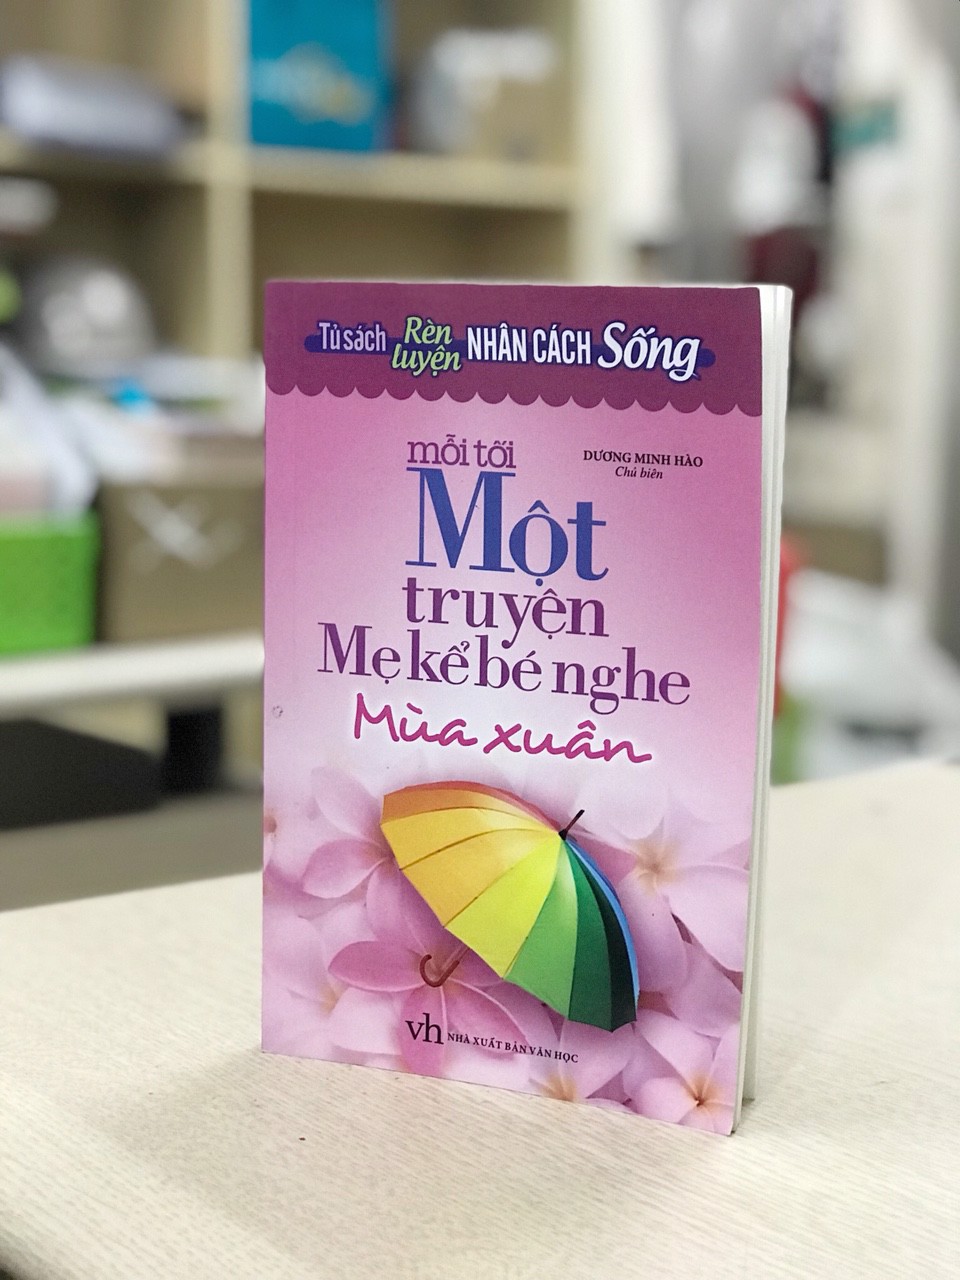 Tủ sách Rèn luyện NHÂN CÁCH Sống
mỗi tối
DƯƠNG MINH HÀO
Chủ biên
Một
truyện
Mẹ kể bé nghe
Mùa xuân
vh NHÀ XUẤT BẢN VĂN HỌC